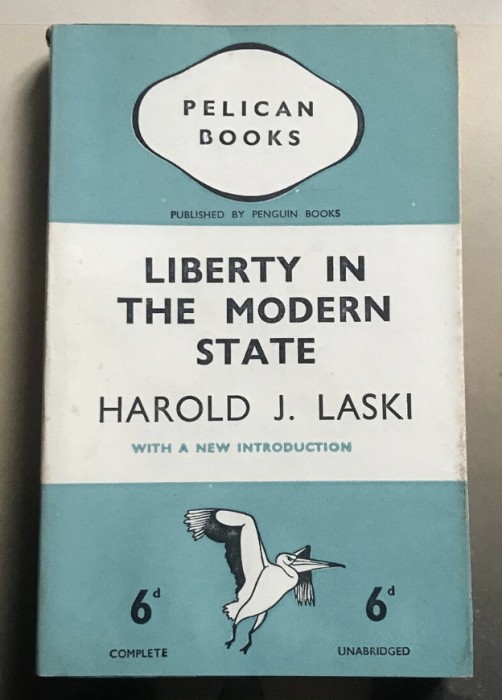 PELICAN
BOOKS
PUBLISHED BY PENGUIN BOOKS
LIBERTY IN
THE MODERN
STATE
HAROLD J. LASKI
WITH A NEW INTRODUCTION
6d 6d
COMPLETE UNABRIDGED